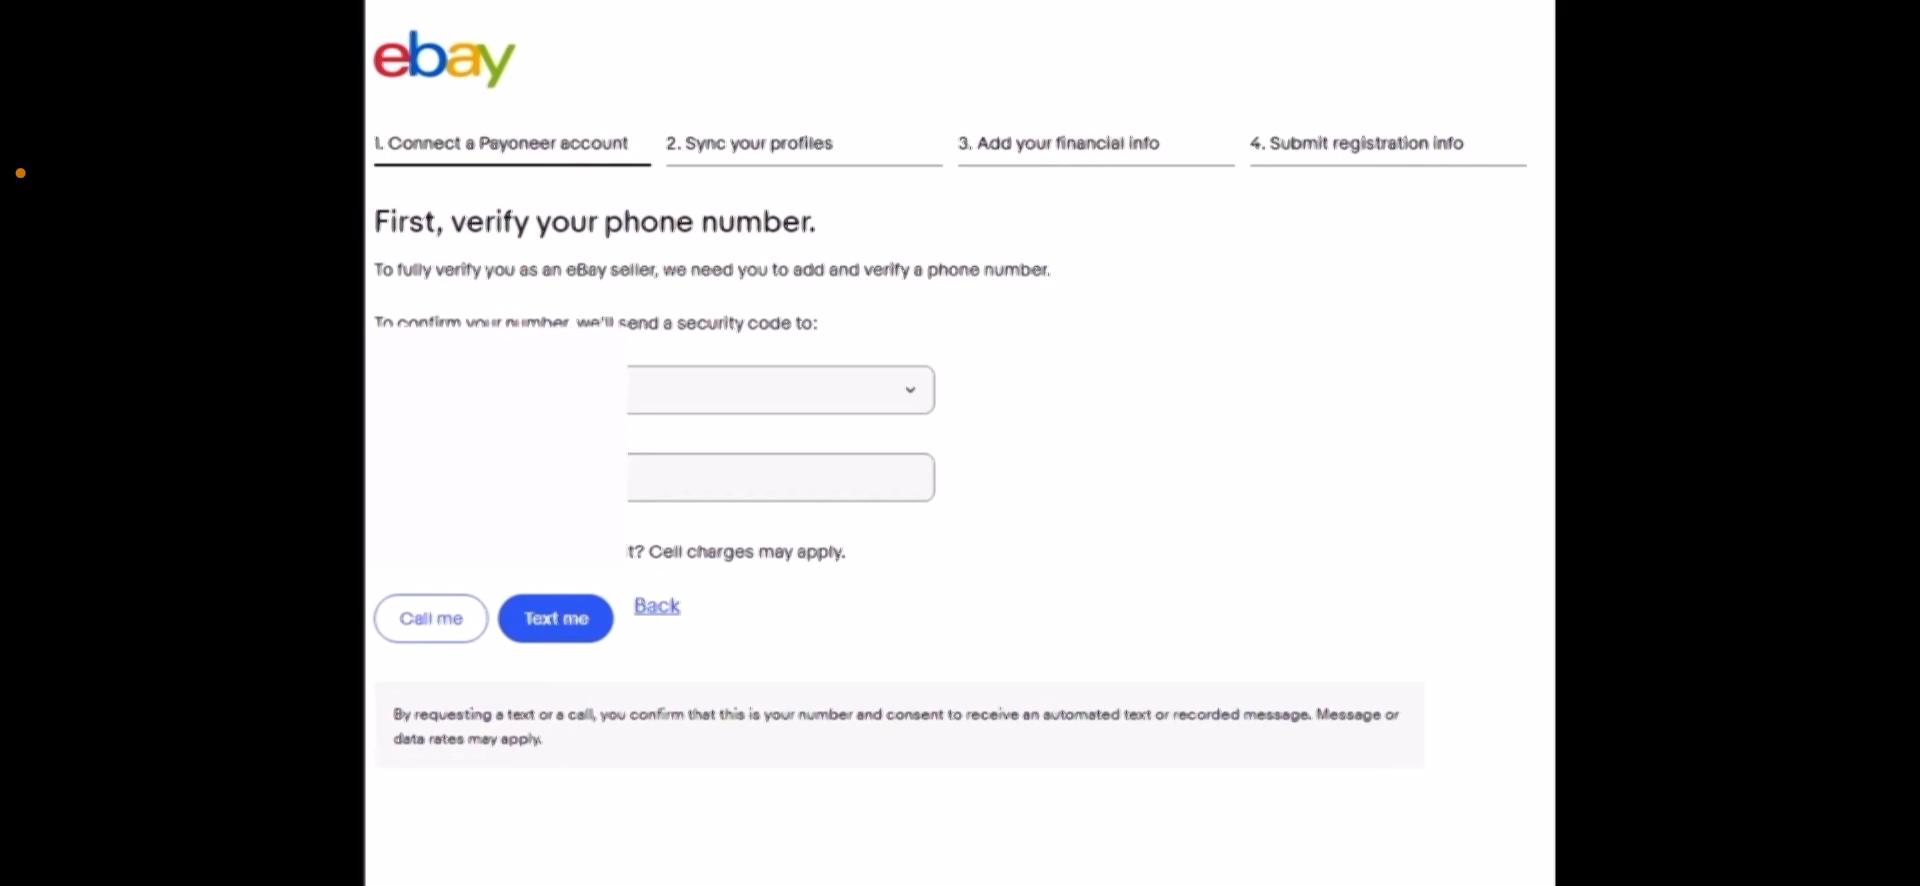 ebay
1. Connect a Payoneer account 2. Sync your profiles 3. Add your financial info 4. Submit registration info
First, verify your phone number.
To fully verify you as an eBay seller, we need you to add and verify a phone number.
To confirm your number, we'll send a security code to:
t? Cell charges may apply.
Call me Text me Back
By requesting a text or a call, you confirm that this is your number and consent to receive an automated text or recorded message. Message or
data rates may apply.